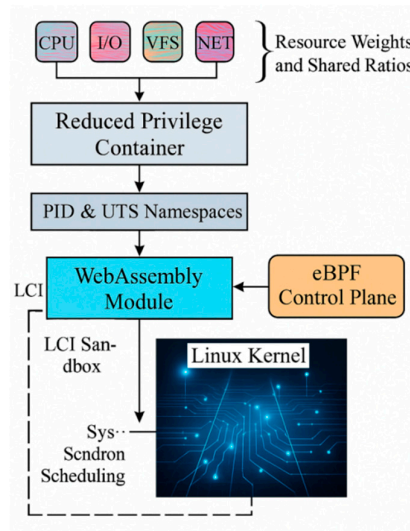 CPU
I/O
VFS
NET
Resource Weights
and Shared Ratios
Reduced Privilege
Container
PID & UTS Namespaces
WebAssembly
Module
eBPF
Control Plane
LCI
LCI San-
dbox
Linux Kernel
Sys··
Scndron
Scheduling